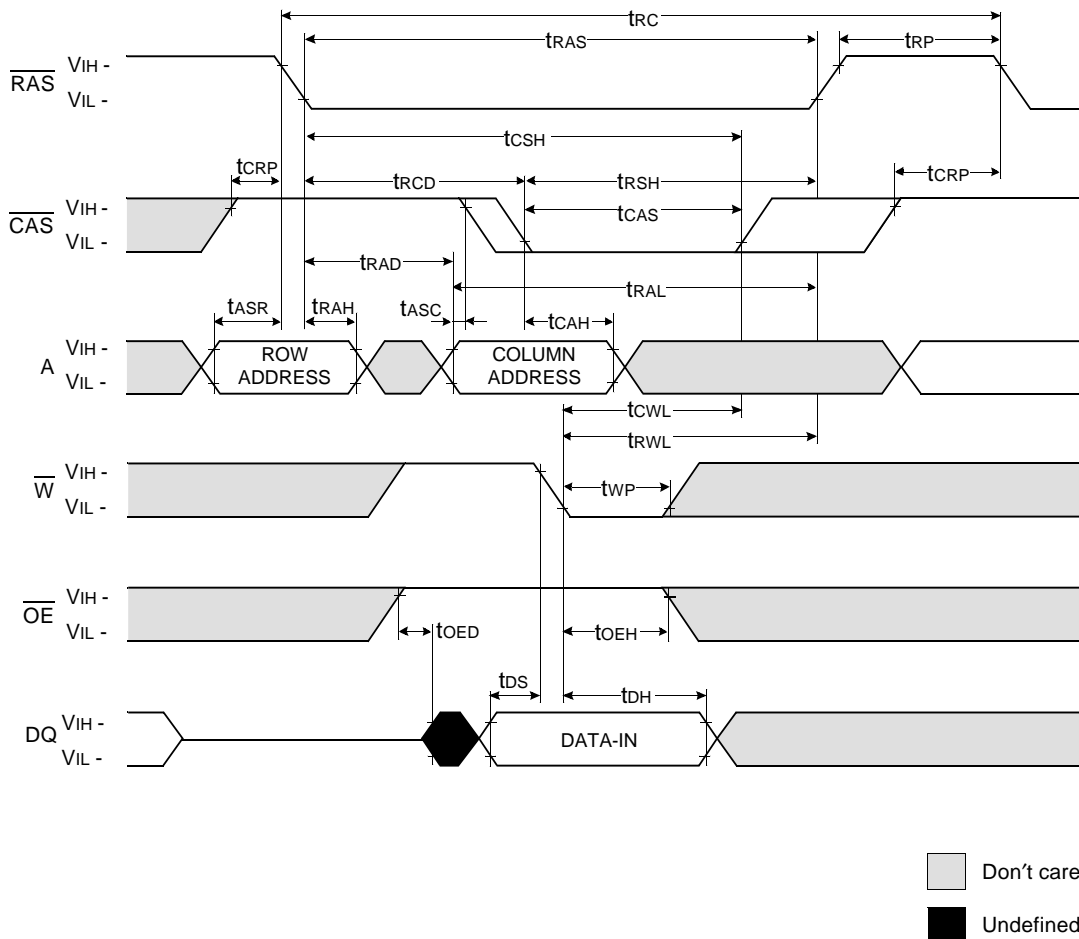 tRC
tRAS
tRP
RAS
VIH -
VIL -
tCSH
tCRP
tRCD
tRSH
tCRP
CAS
VIH -
VIL -
tCAS
tRAD
tRAL
tASR
tRAH
tASC
tCAH
A
VIH -
VIL -
ROW
ADDRESS
COLUMN
ADDRESS
tCWL
tRWL
W
VIH -
VIL -
tWP
OE
VIH -
VIL -
tOED
tOEH
tDS
tDH
DQ
VIH -
VIL -
DATA-IN
Don′t care
Undefined